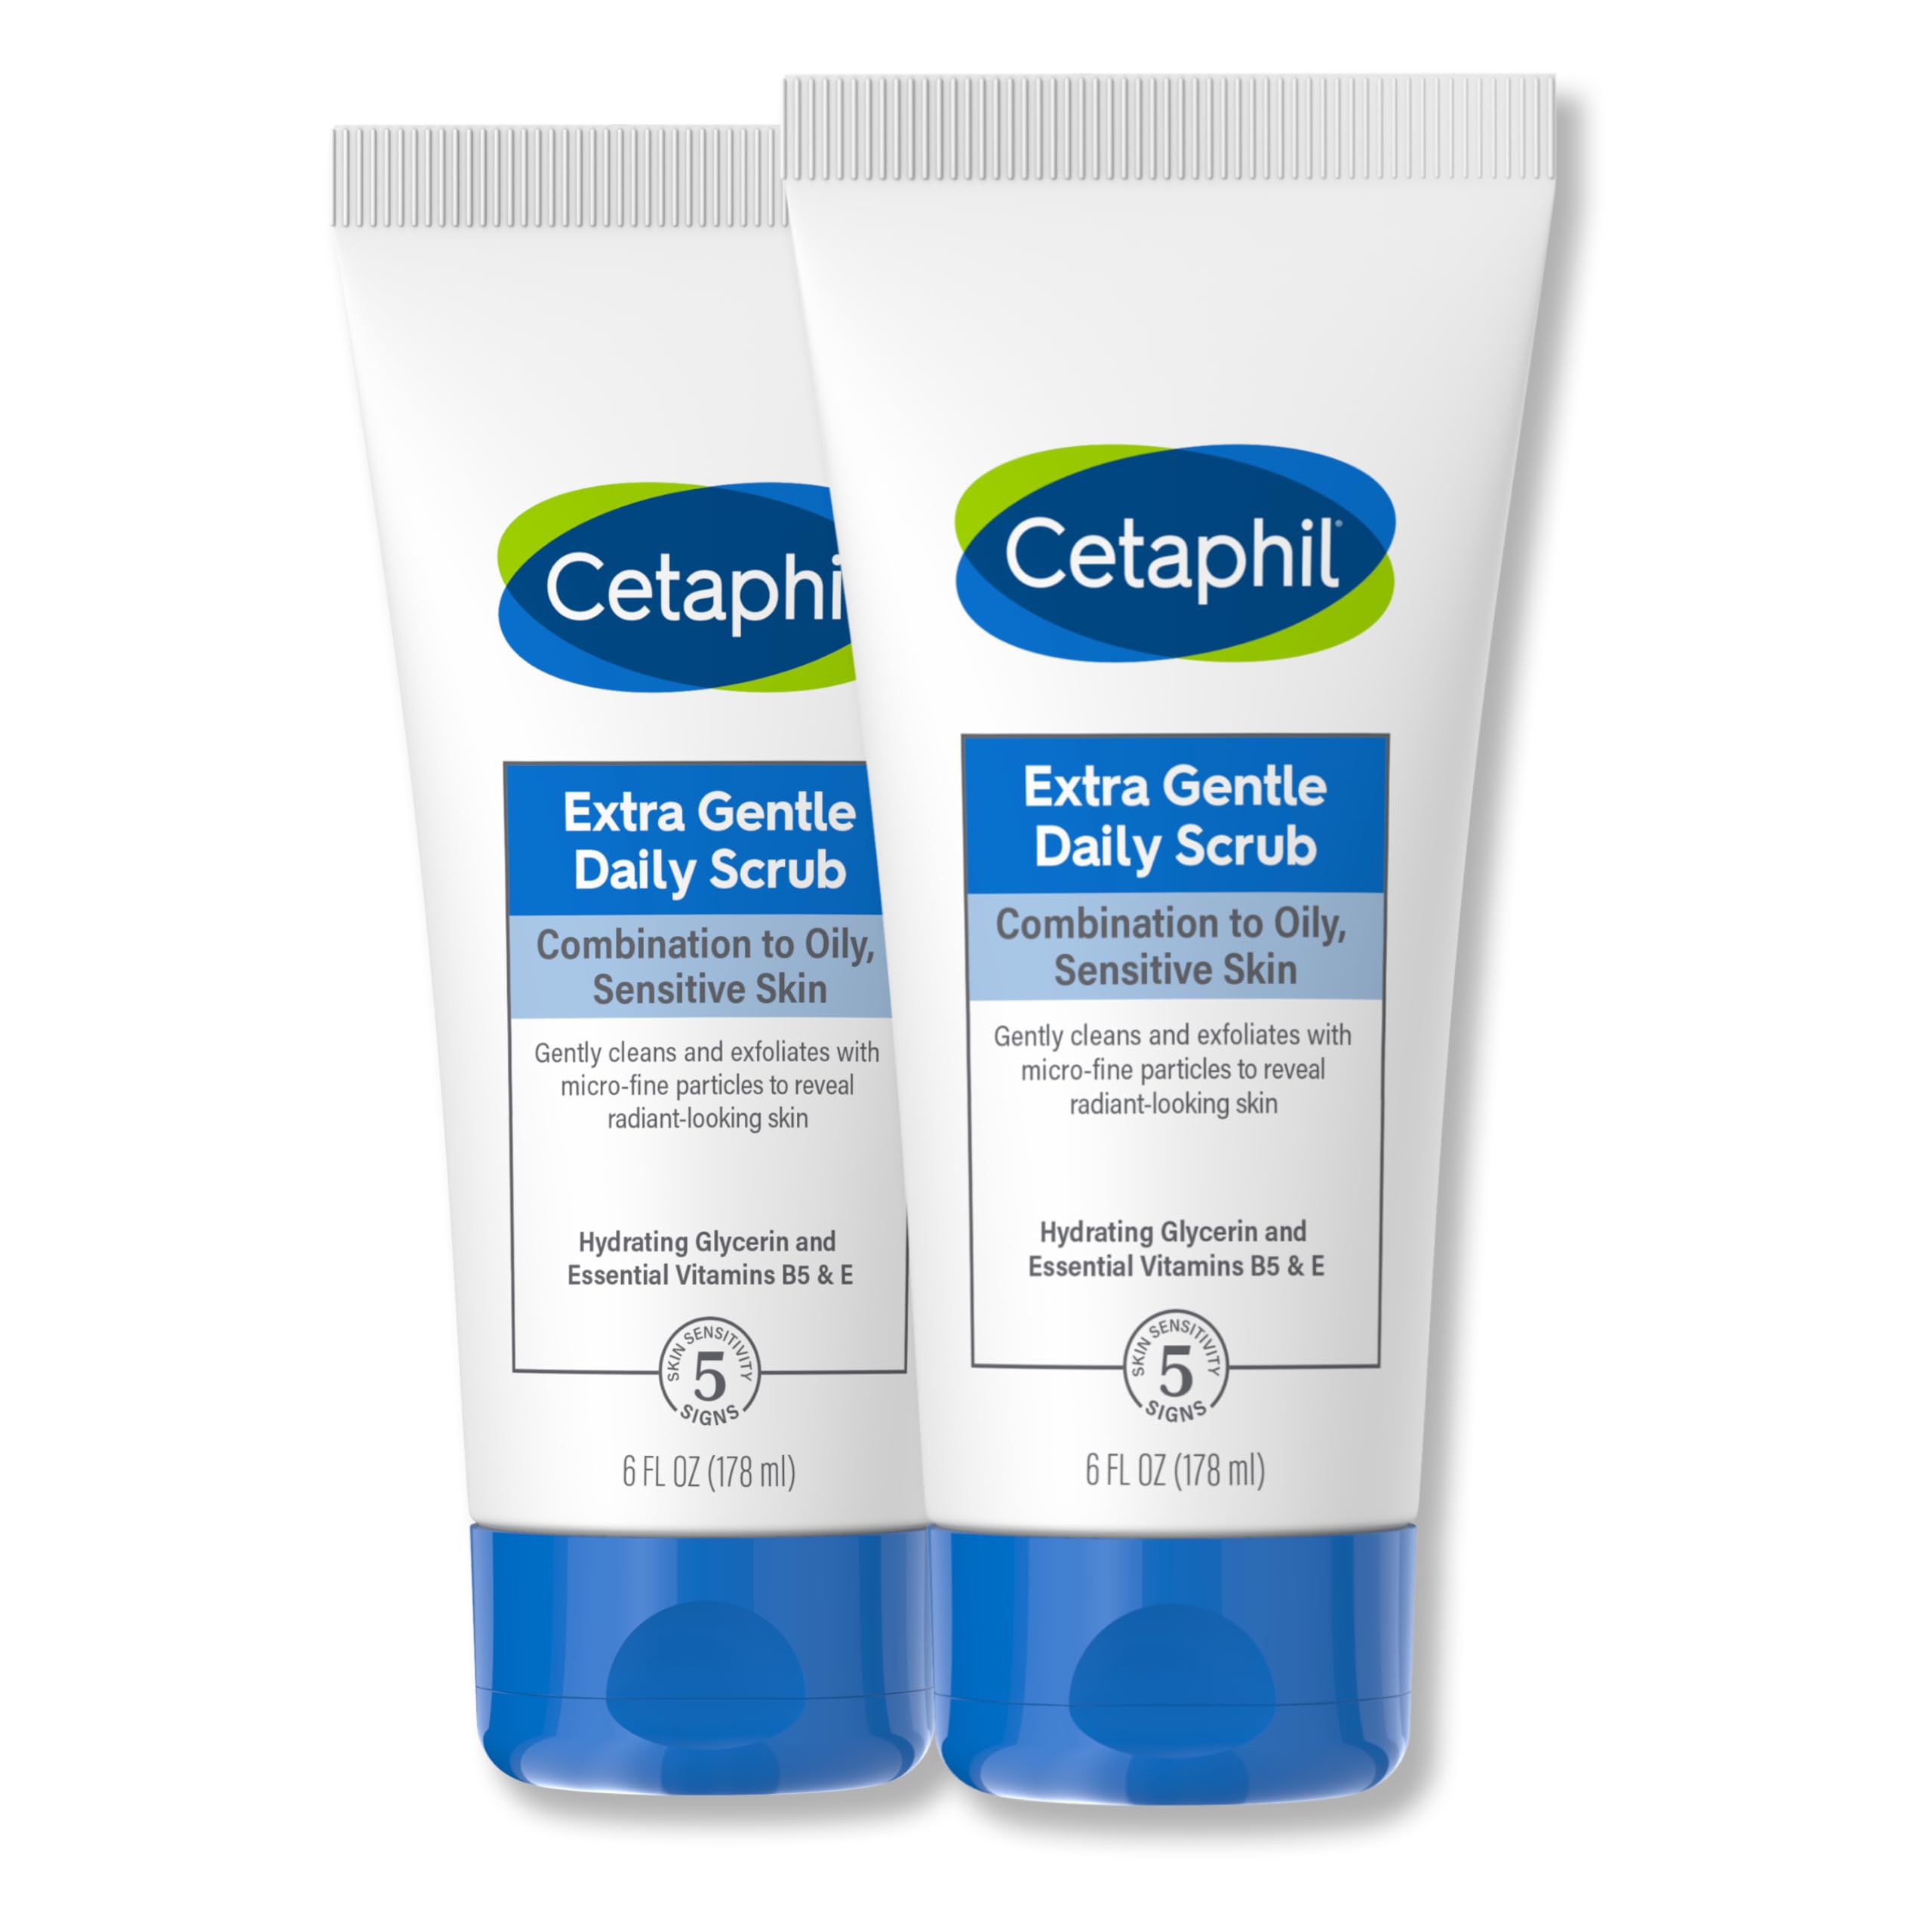 Cetaphi
Extra Gentle
Daily Scrub
Combination to Oily,
Sensitive Skin
Gently cleans and exfoliates with
micro-fine particles to reveal
radiant-looking skin
Hydrating Glycerin and
Essential Vitamins B5 & E
SKIN SENSITIVITY
5
SIGNS
6 FL OZ (178 ml)
Cetaphil®
Extra Gentle
Daily Scrub
Combination to Oily,
Sensitive Skin
Gently cleans and exfoliates with
micro-fine particles to reveal
radiant-looking skin
Hydrating Glycerin and
Essential Vitamins B5 & E
SKIN SENSITIVITY
5
SIGNS
6 FL OZ (178 ml)